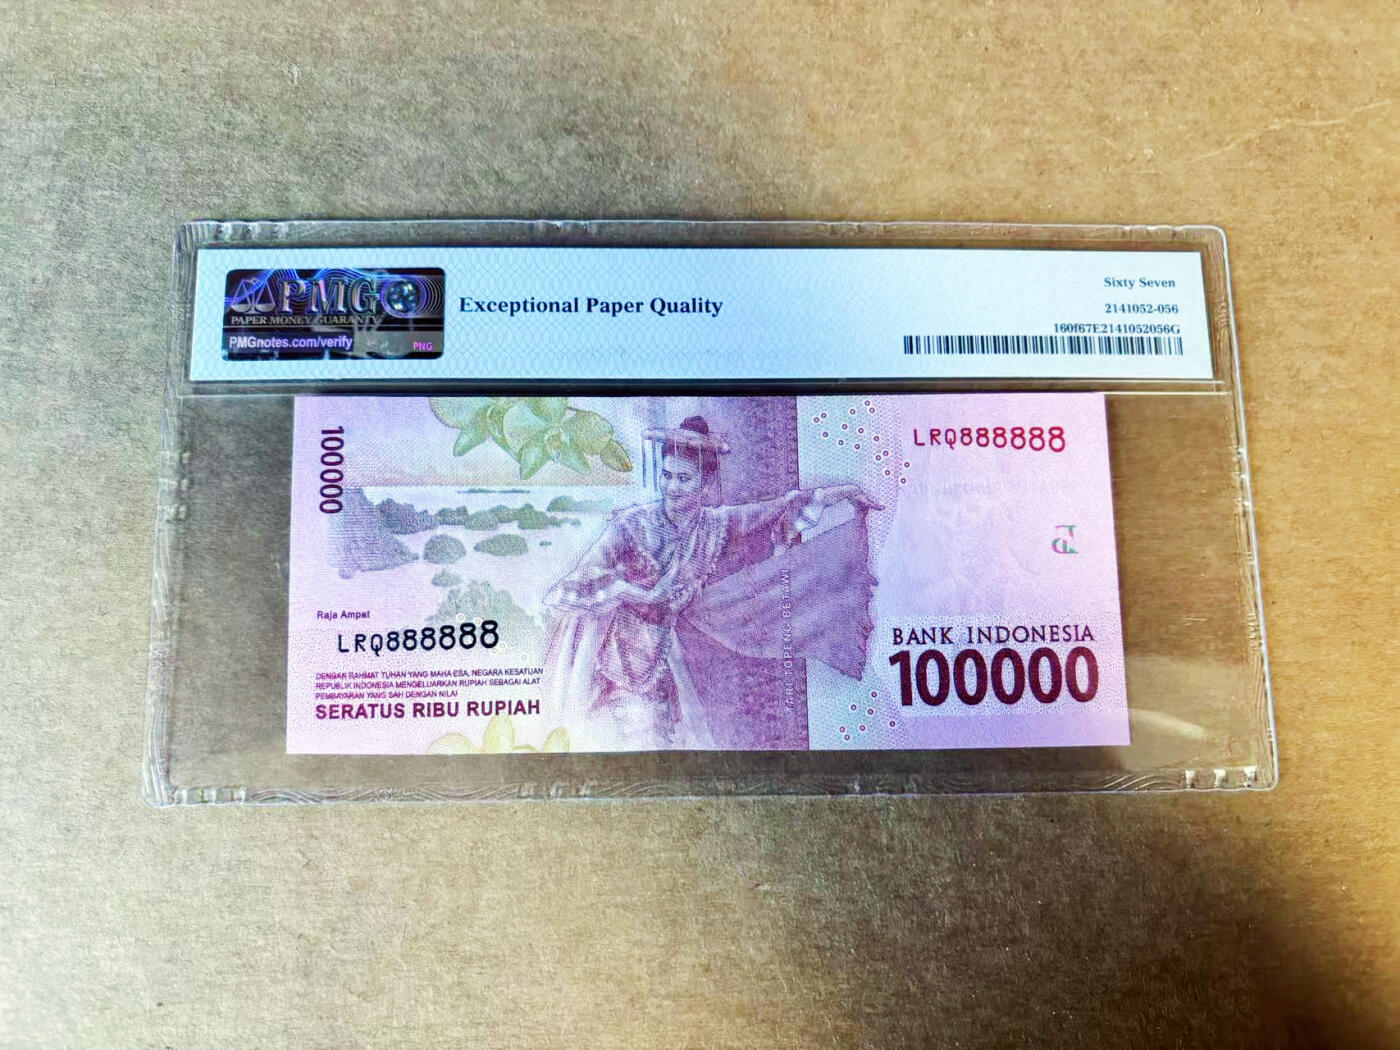 PMG
PAPER MONEY GUARANTY
PMGnotes.com/verify
PNG
Exceptional Paper Quality
Sixty Seven
2141052-056
160f67E2141052056G
100000
LRQ888888
Raja Ampat
LRQ888888
DENGAN RAHMAT TUHAN YANG MAHA ESA, NEGARA KESATUAN
REPUBLIK INDONESIA MENGELUARKAN RUPIAH SEBAGAI ALAT
PEMBAYARAN YANG SAH DENGAN NILAI
SERATUS RIBU RUPIAH
TARI TOPENG BETAWI
BANK INDONESIA
100000